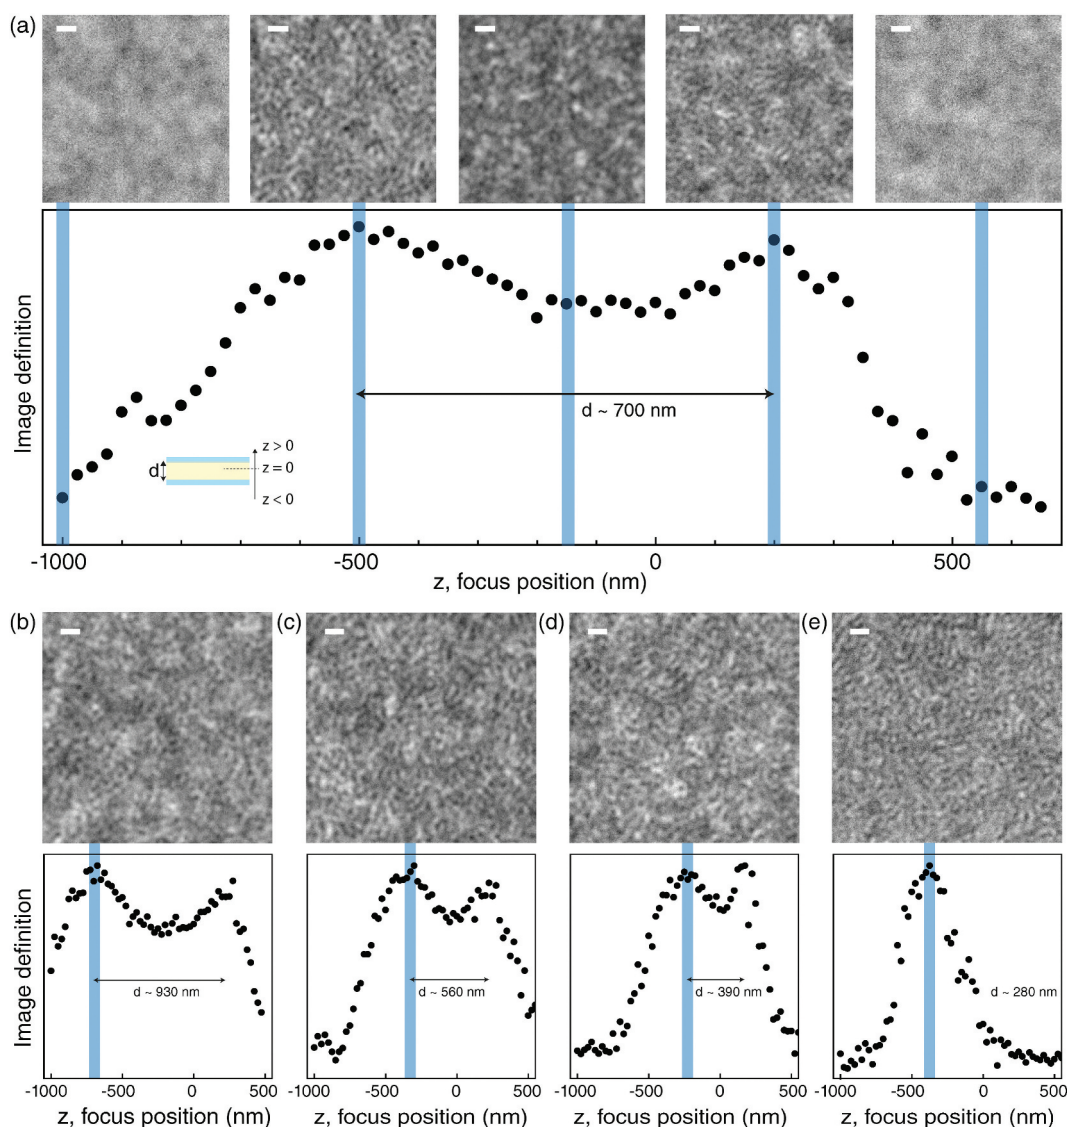 (a)
Image definition
d ~ 700 nm
d
z > 0
z = 0
z < 0
-1000 -500 0 500
z, focus position (nm)
(b) (c) (d) (e)
Image definition
d ~ 930 nm d ~ 560 nm d ~ 390 nm d ~ 280 nm
-1000 -500 0 500 -1000 -500 0 500 -1000 -500 0 500 -1000 -500 0 500
z, focus position (nm) z, focus position (nm) z, focus position (nm) z, focus position (nm)